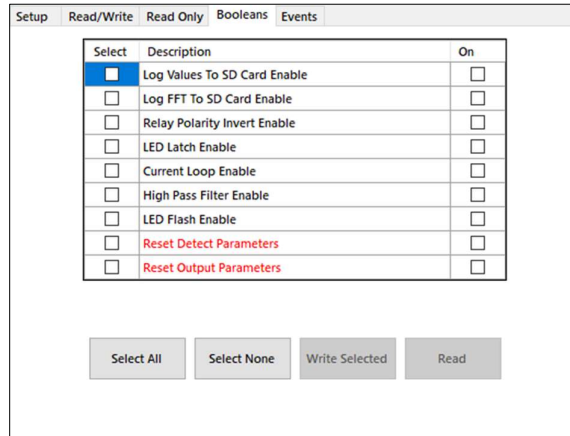 Setup Read/Write Read Only Booleans Events
Select Description On
Log Values To SD Card Enable
Log FFT To SD Card Enable
Relay Polarity Invert Enable
LED Latch Enable
Current Loop Enable
High Pass Filter Enable
LED Flash Enable
Reset Detect Parameters
Reset Output Parameters
Select All Select None Write Selected Read